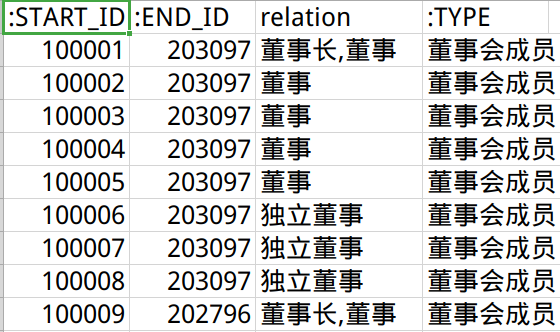 :START_ID :END_ID relation :TYPE
100001 203097 董事长,董事 董事会成员
100002 203097 董事 董事会成员
100003 203097 董事 董事会成员
100004 203097 董事 董事会成员
100005 203097 董事 董事会成员
100006 203097 独立董事 董事会成员
100007 203097 独立董事 董事会成员
100008 203097 独立董事 董事会成员
100009 202796 董事长,董事 董事会成员